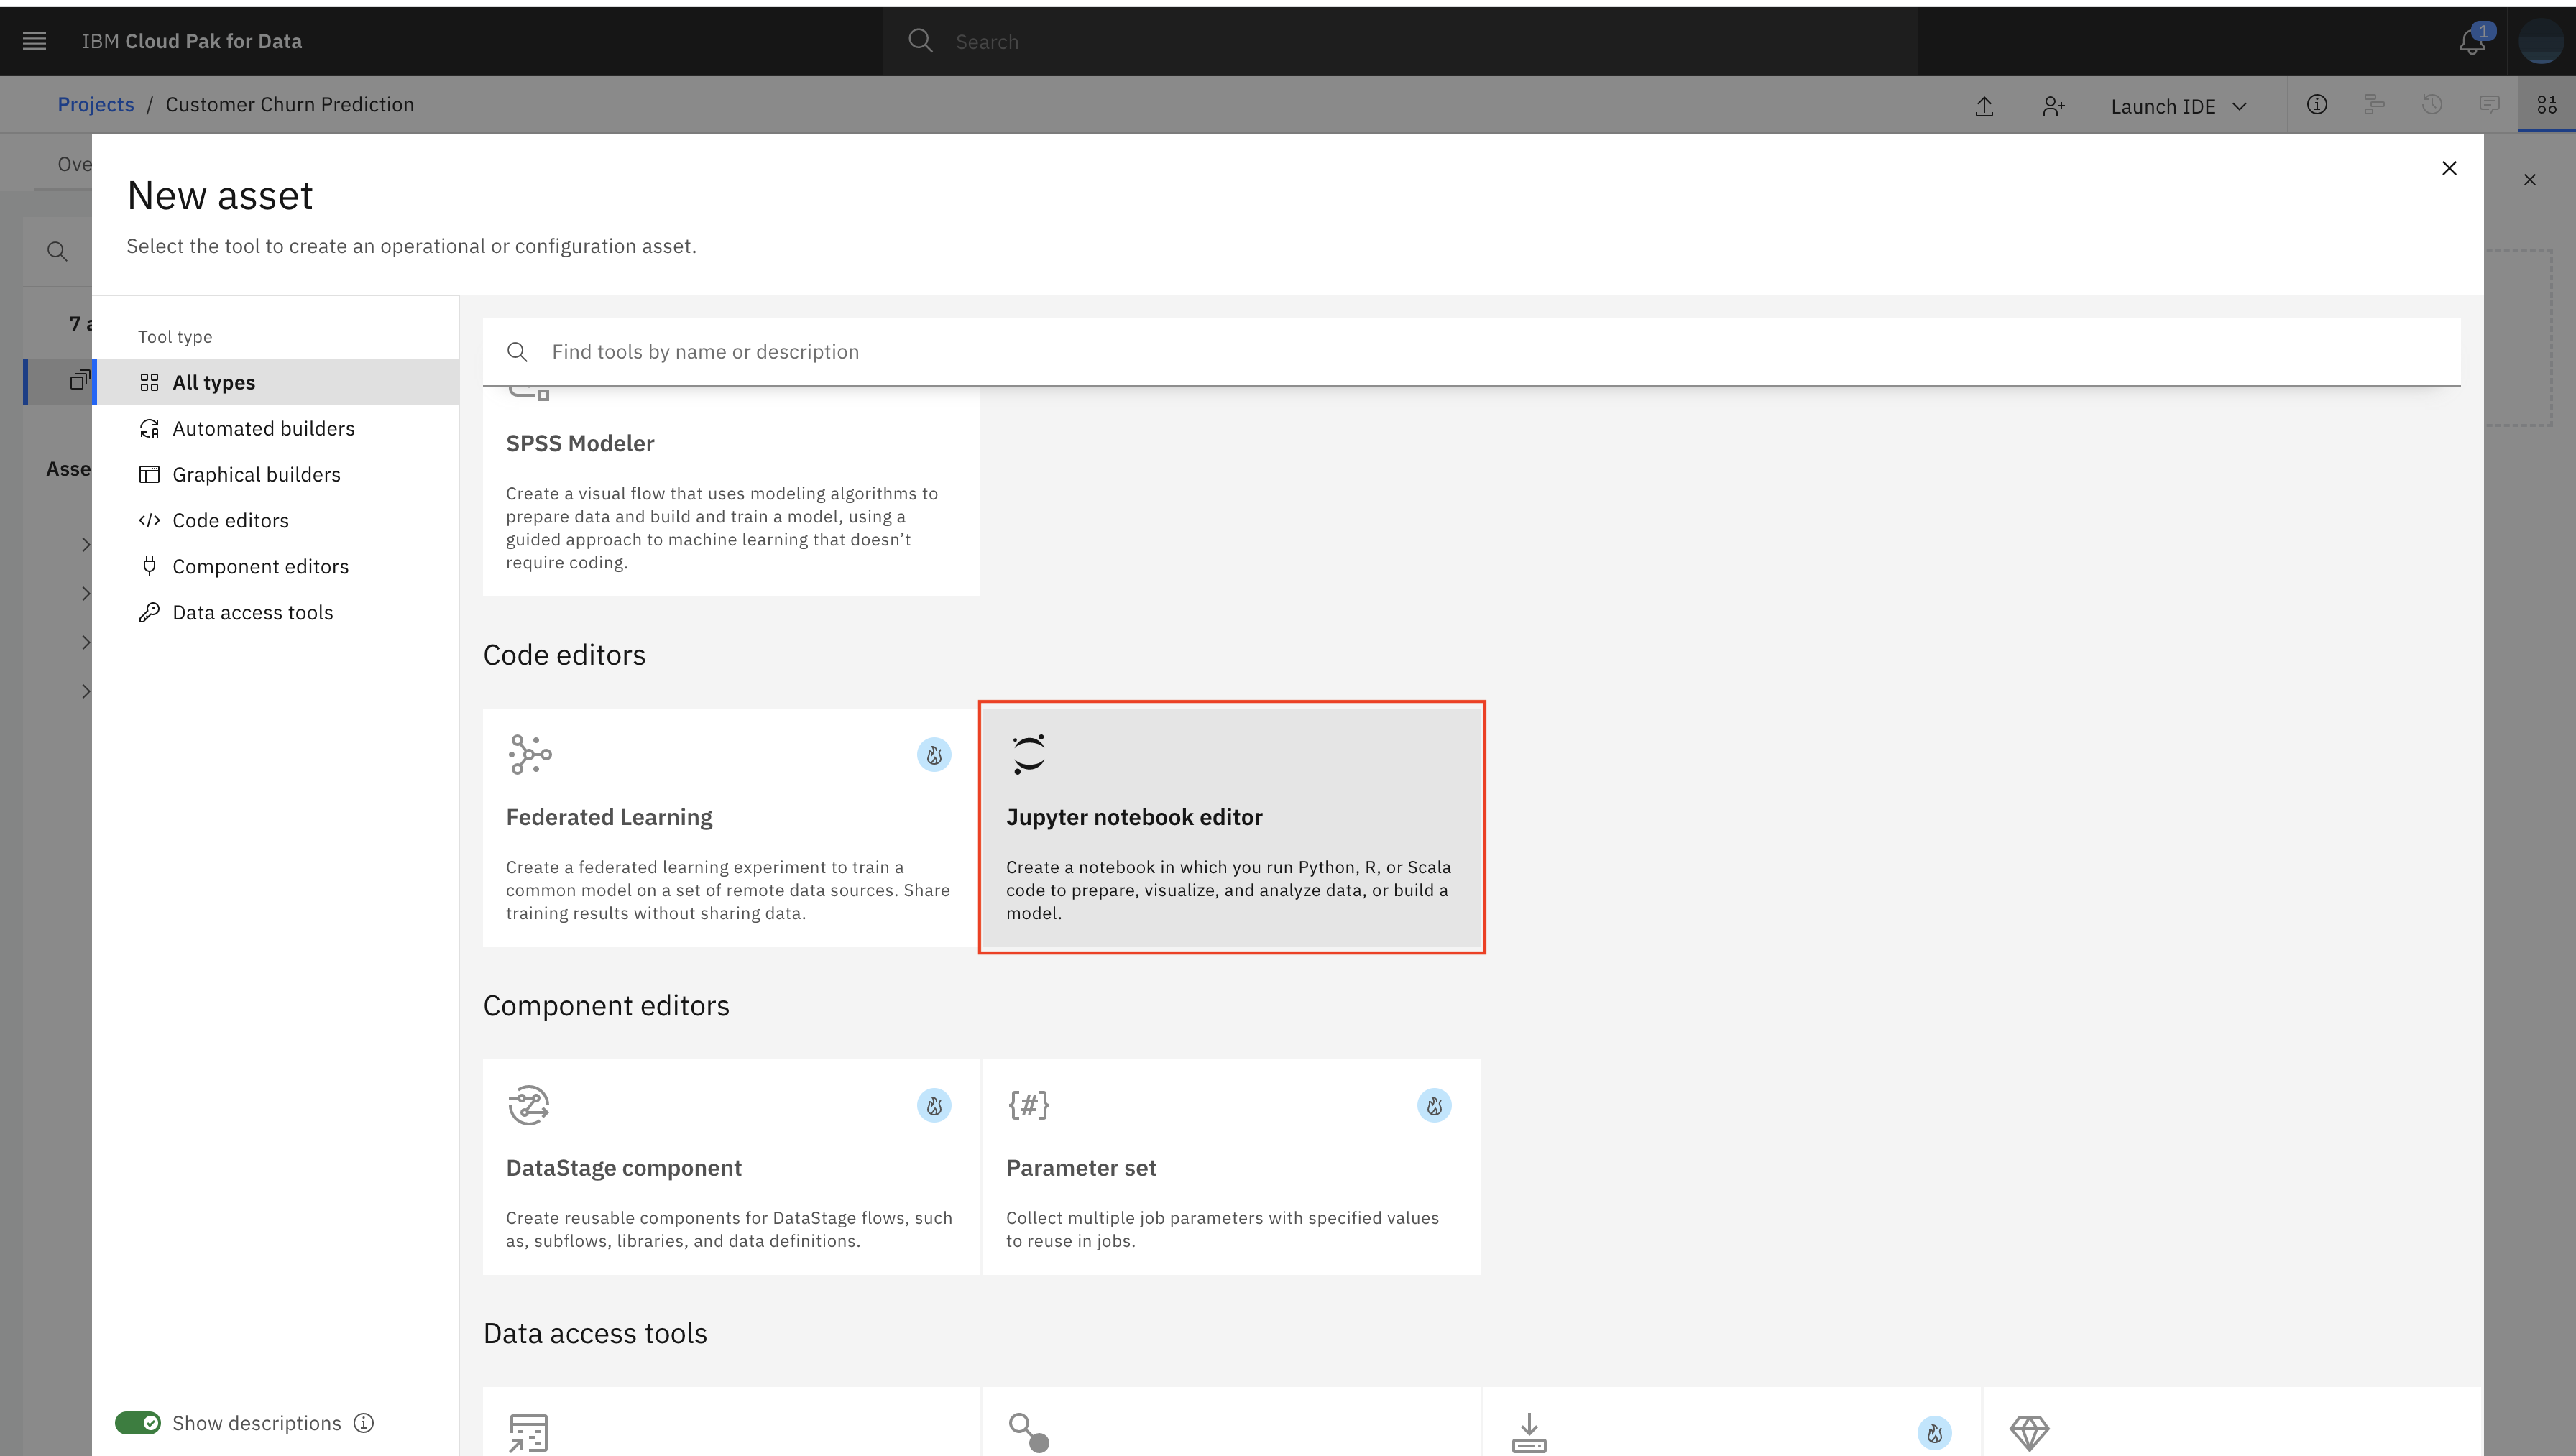 IBM Cloud Pak for Data
Search
1
Projects / Customer Churn Prediction
Launch IDE
Ove
New asset
Select the tool to create an operational or configuration asset.
7 a
Asse
Tool type
All types
Automated builders
Graphical builders
Code editors
Component editors
Data access tools
Show descriptions
Find tools by name or description
SPSS Modeler
Create a visual flow that uses modeling algorithms to
prepare data and build and train a model, using a
guided approach to machine learning that doesn’t
require coding.
Code editors
Federated Learning
Create a federated learning experiment to train a
common model on a set of remote data sources. Share
training results without sharing data.
Jupyter notebook editor
Create a notebook in which you run Python, R, or Scala
code to prepare, visualize, and analyze data, or build a
model.
Component editors
DataStage component
Create reusable components for DataStage flows, such
as, subflows, libraries, and data definitions.
{#}
Parameter set
Collect multiple job parameters with specified values
to reuse in jobs.
Data access tools